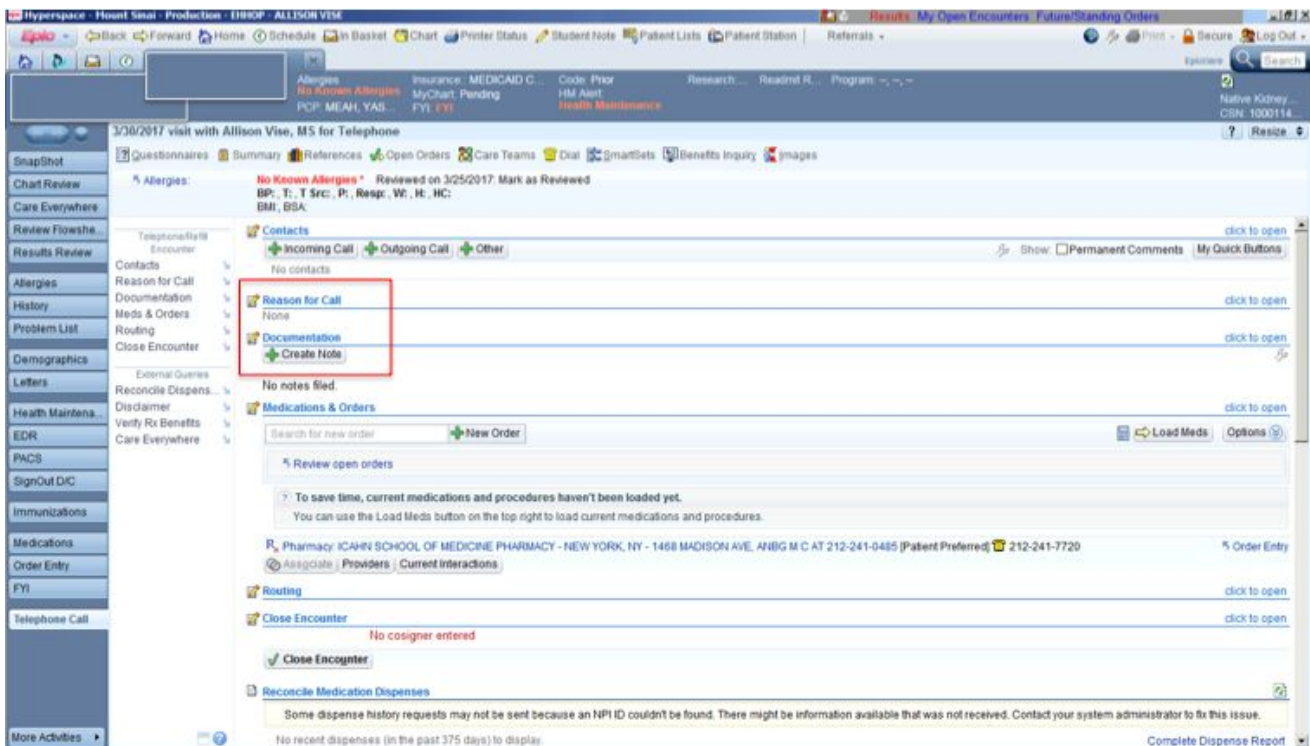 Hyperspace - Mount Sinai - Production - EHHOP - ALLISON VISE
Results My Open Encounters Future/Standing Orders
Epic Back Forward Home Schedule In Basket Chart Printer Status Student Note Patient Lists Patient Station Referrals Print Secure Log Out
Search
Allergies Insurance: MEDICAID C... Code: Prior Research:... Readmit R... Program: –, –, –
No Known Allergies MyChart: Pending HM Alert:
PCP: MEAH, YAS... FYI: FYI Health Maintenance
Native Kidney...
CSN: 1000114...
3/30/2017 visit with Allison Vise, MS for Telephone
? Resize
Questionnaires Summary References Open Orders Care Teams Dial SmartSets Benefits Inquiry Images
SnapShot
Chart Review
Care Everywhere
Review Flowshe...
Results Review
Allergies
History
Problem List
Demographics
Letters
Health Maintena...
EDR
PACS
SignOut D/C
Immunizations
Medications
Order Entry
FYI
Telephone Call
More Activities
Allergies:
No Known Allergies * Reviewed on 3/25/2017: Mark as Reviewed
BP: , T: , T Src: , P: , Resp: , W: , H: , HC:
BMI: , BSA:
Telephone/Refill
Encounter
Contacts
Reason for Call
Documentation
Meds & Orders
Routing
Close Encounter
External Queries
Reconcile Dispens...
Disclaimer
Verify Rx Benefits
Care Everywhere
Contacts click to open
Incoming Call Outgoing Call Other Show: Permanent Comments My Quick Buttons
No contacts
Reason for Call click to open
None
Documentation click to open
Create Note
No notes filed.
Medications & Orders click to open
Search for new order New Order Load Meds Options
Review open orders
? To save time, current medications and procedures haven't been loaded yet.
You can use the Load Meds button on the top right to load current medications and procedures.
Pharmacy: ICAHN SCHOOL OF MEDICINE PHARMACY - NEW YORK, NY - 1468 MADISON AVE, ANBG M C AT 212-241-0485 [Patient Preferred] 212-241-7720 Order Entry
Associate Providers Current Interactions
Routing click to open
Close Encounter click to open
No cosigner entered
Close Encounter
Reconcile Medication Dispenses
Some dispense history requests may not be sent because an NPI ID couldn't be found. There might be information available that was not received. Contact your system administrator to fix this issue.
No recent dispenses (in the past 375 days) to display.
Complete Dispense Report